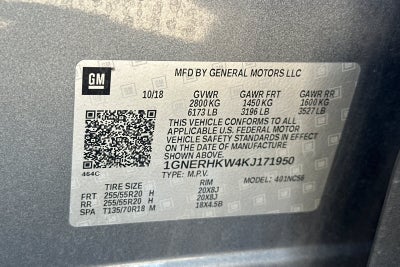 GM
MFD BY GENERAL MOTORS LLC
10/18 GVWR GAWR FRT GAWR RR
2800 KG 1450 KG 1600 KG
6173 LB 3196 LB 3527 LB
THIS VEHICLE CONFORMS TO ALL
APPLICABLE U.S. FEDERAL MOTOR
VEHICLE SAFETY STANDARDS IN EFFECT
ON THE DATE OF MANUFACTURE
SHOWN ABOVE.
1GNERHKW4KJ171950
464C TYPE: M.P.V. MODEL: 401NC56
TIRE SIZE RIM
FRT 255/55R20 H 20X8J
RR 255/55R20 H 20X8J
SPA T135/70R18 M 18X4.5B